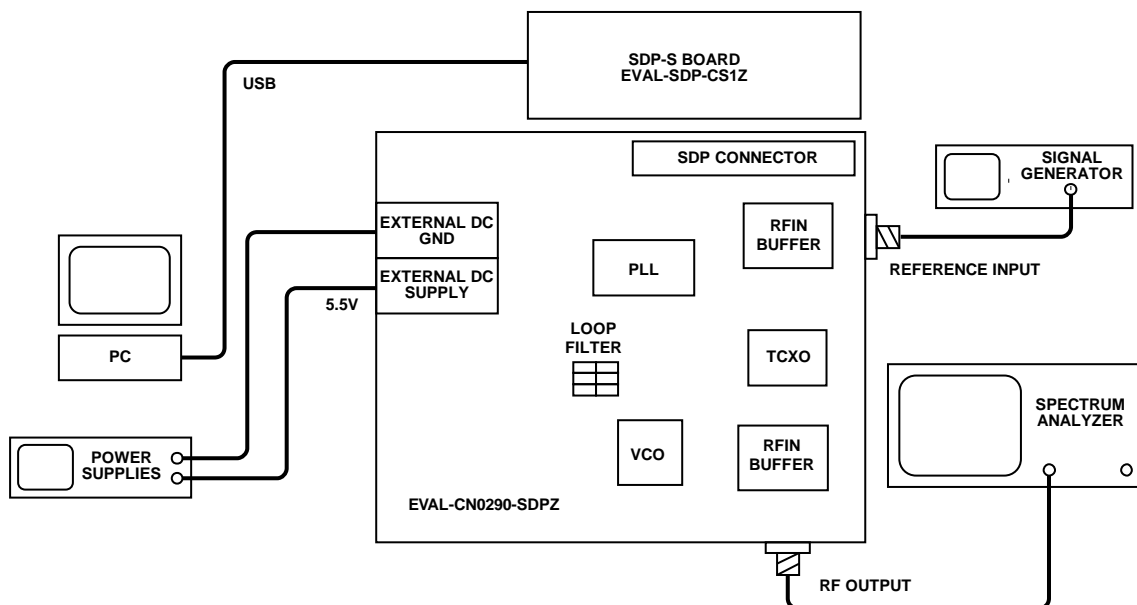 SDP-S BOARD
EVAL-SDP-CS1Z
USB
SDP CONNECTOR
SIGNAL
GENERATOR
EXTERNAL DC
GND
RFIN
BUFFER
PLL
REFERENCE INPUT
EXTERNAL DC
SUPPLY
5.5V
LOOP
FILTER
PC
TCXO
SPECTRUM
ANALYZER
POWER
SUPPLIES
VCO
RFIN
BUFFER
EVAL-CN0290-SDPZ
RF OUTPUT